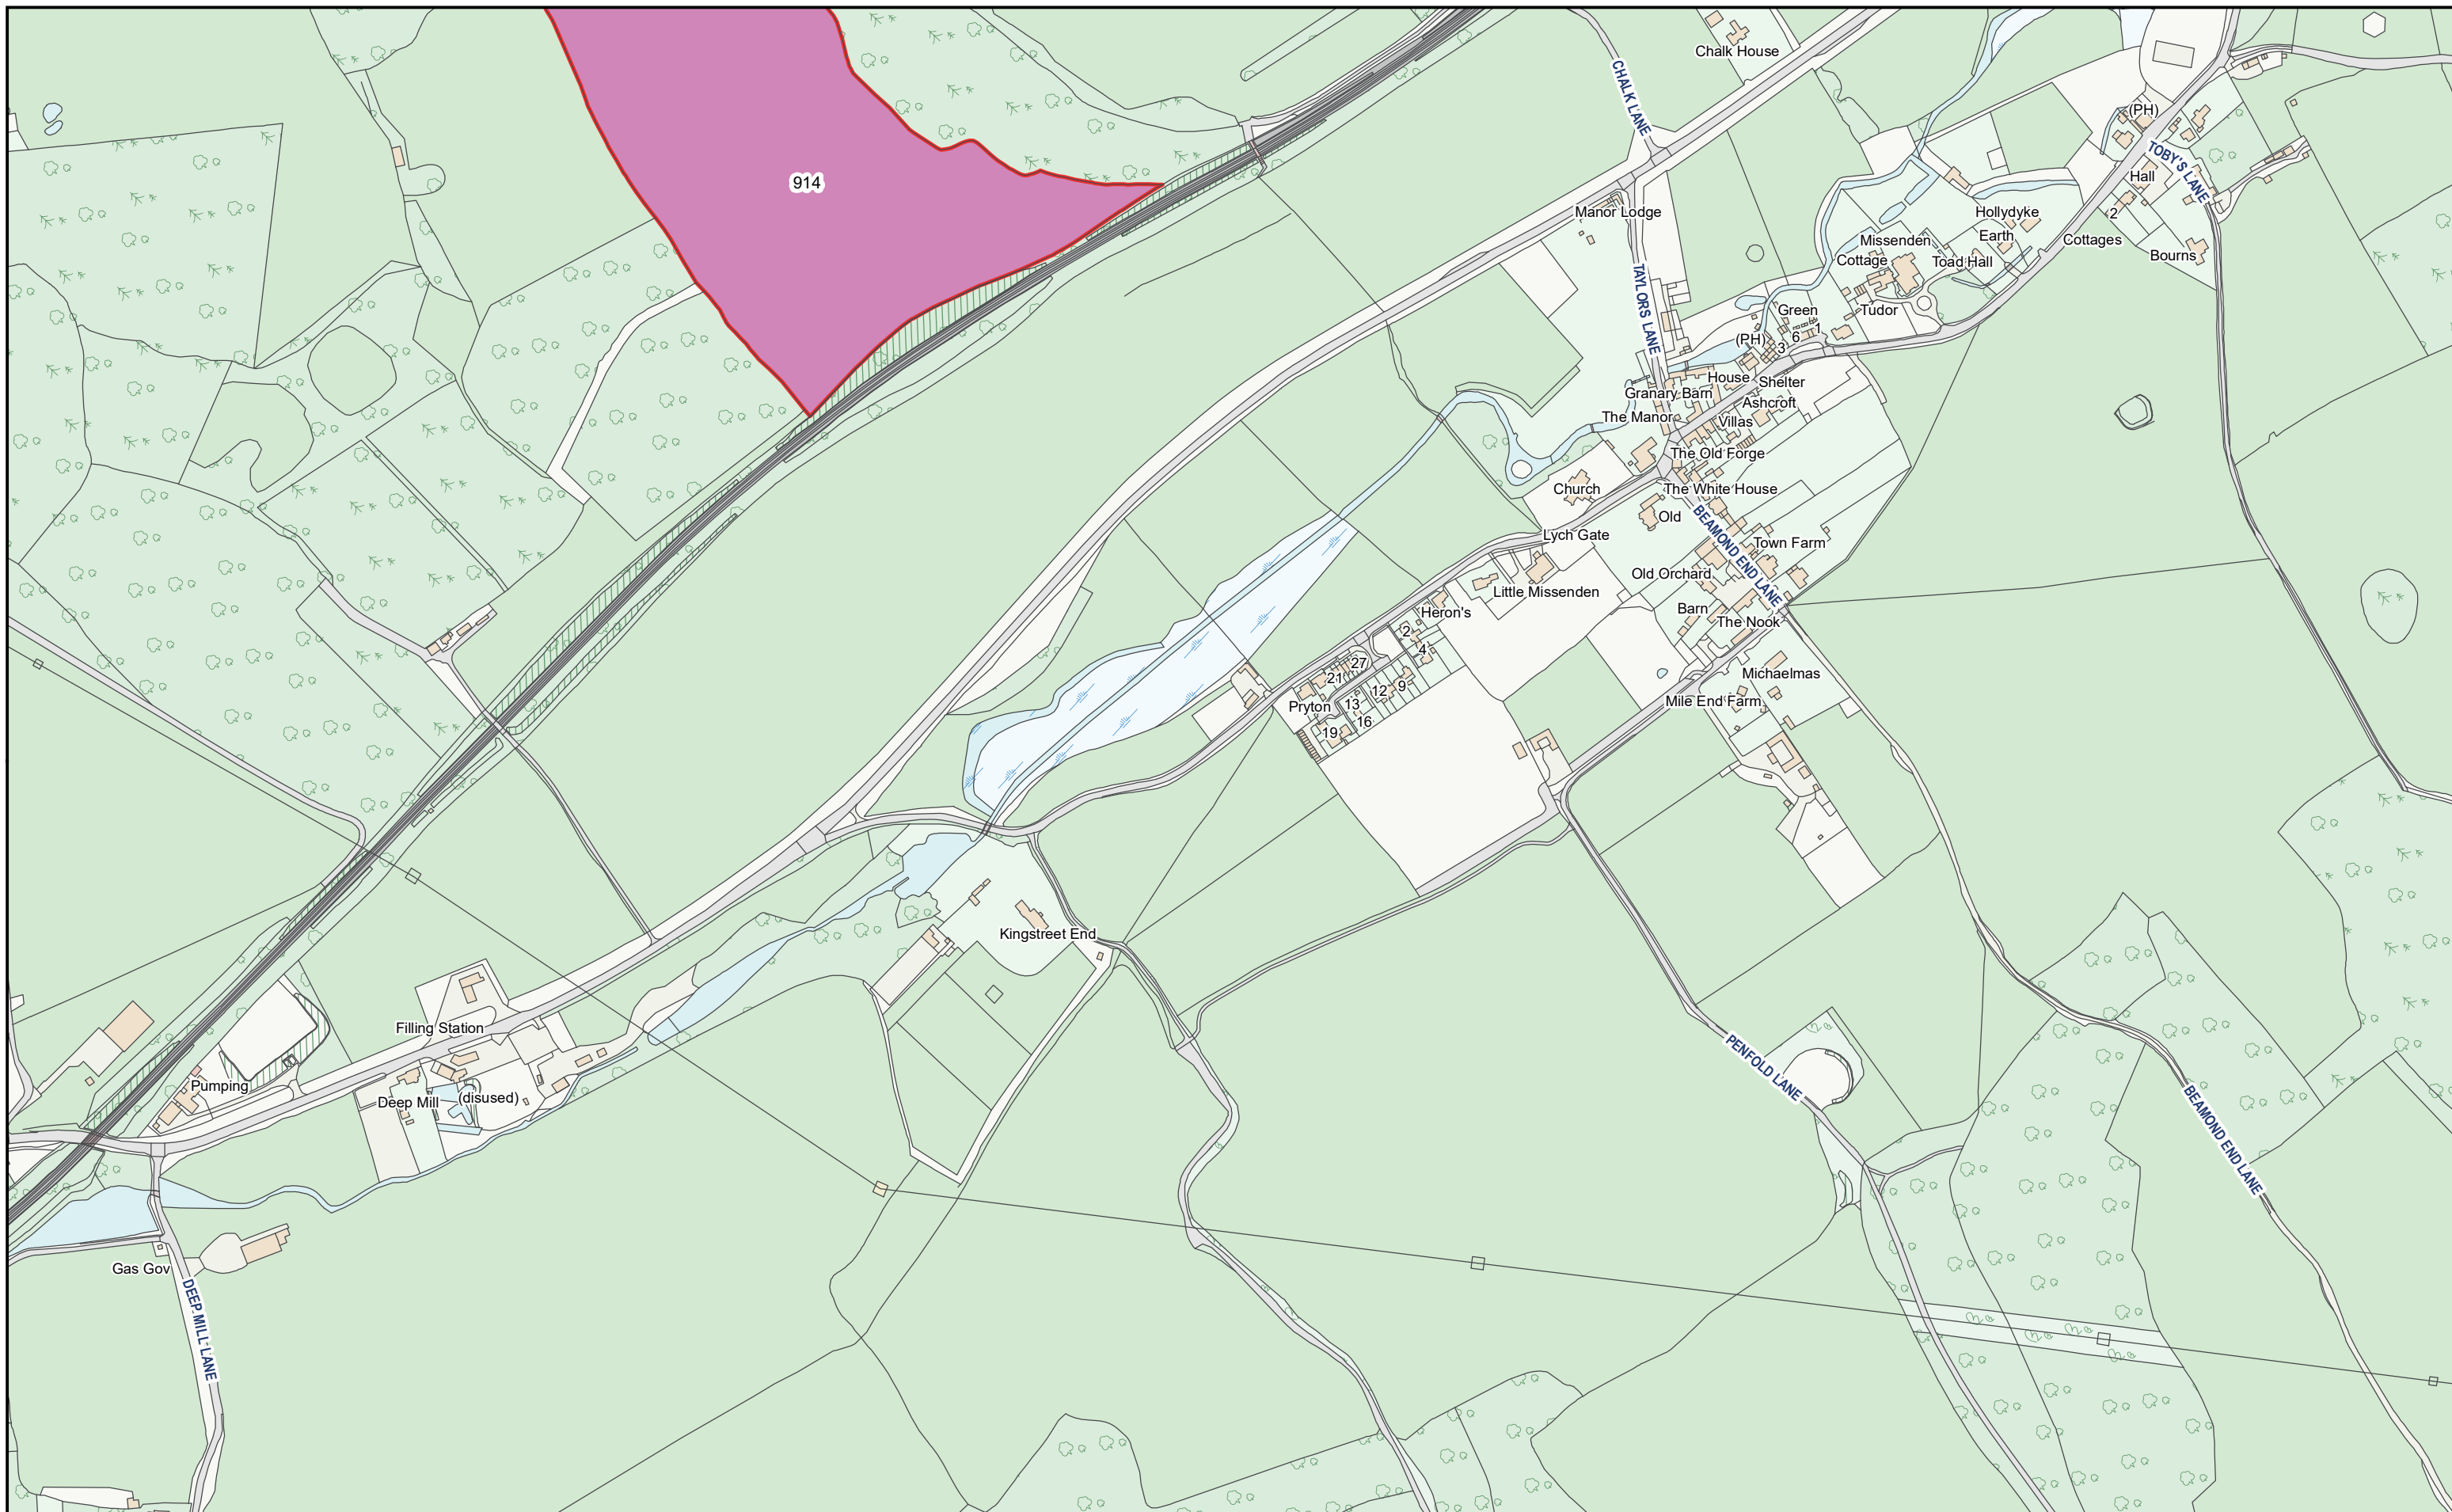 Chalk House
CHALK LANE
(PH)
TOBY'S LANE
914
Hall
Manor Lodge
Hollydyke
2
Earth
Missenden
Cottages
Cottage
Toad Hall
Bourns
TAYLORS LANE
Green
Tudor
1
6
(PH)
3
House
Shelter
Granary Barn
Ashcroft
The Manor
Villas
The Old Forge
Church
The White House
Old
BEAMOND END LANE
Lych Gate
Town Farm
Old Orchard
Little Missenden
Heron's
Barn
The Nook
2
4
27
21
Michaelmas
9
12
Mile End Farm
13
Pryton
16
19
Kingstreet End
Filling Station
PENFOLD LANE
Pumping
(disused)
Deep Mill
BEAMOND END LANE
Gas Gov
DEEP MILL LANE